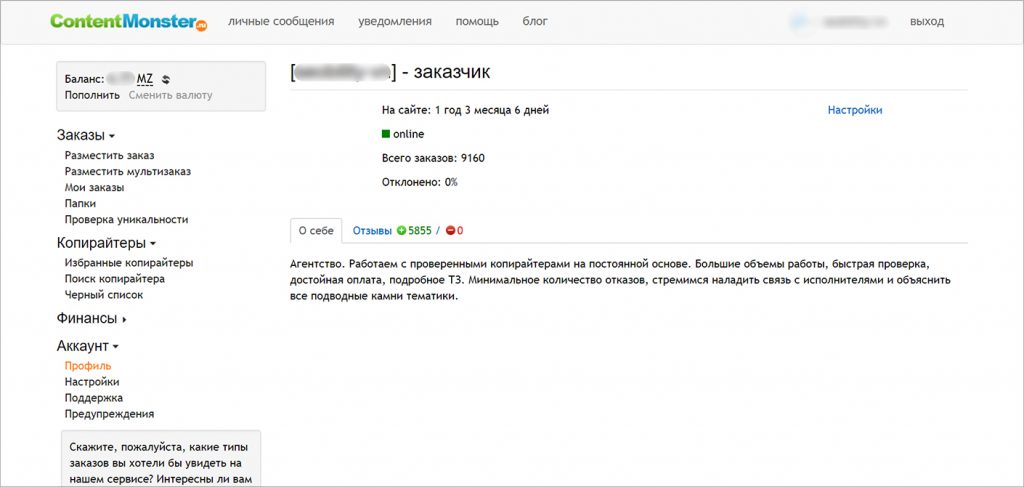 ContentMonster.ru
личные сообщения уведомления помощь блог выход
Баланс: MZ
Пополнить Сменить валюту
Заказы
Разместить заказ
Разместить мультизаказ
Мои заказы
Папки
Проверка уникальности
Копирайтеры
Избранные копирайтеры
Поиск копирайтера
Черный список
Финансы
Аккаунт
Профиль
Настройки
Поддержка
Предупреждения
Скажите, пожалуйста, какие типы
заказов вы хотели бы увидеть на
нашем сервисе? Интересны ли вам
[] - заказчик
На сайте: 1 год 3 месяца 6 дней
Настройки
online
Всего заказов: 9160
Отклонено: 0%
О себе Отзывы 5855 / 0
Агентство. Работаем с проверенными копирайтерами на постоянной основе. Большие объемы работы, быстрая проверка,
достойная оплата, подробное ТЗ. Минимальное количество отказов, стремимся наладить связь с исполнителями и объяснить
все подводные камни тематики.